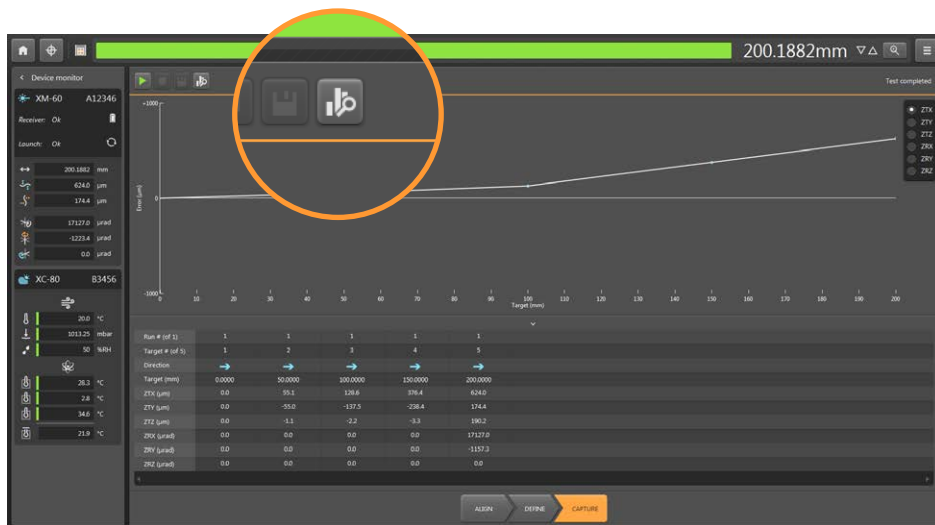 200.1882mm
Device monitor
XM-60 A12346
Receiver: Ok
Launch: Ok
200.1882 mm
624.0 µm
174.4 µm
17127.0 µrad
-1223.4 µrad
0.0 µrad
XC-80 B3456
20.0 °C
1013.25 mbar
50 %RH
28.3 °C
2.8 °C
34.6 °C
21.9 °C
Test completed
+1000
0
-1000
Error (µm)
ZTX
ZTY
ZTZ
ZRX
ZRY
ZRZ
0 10 20 30 40 50 60 70 80 90 100 110 120 130 140 150 160 170 180 190 200
Target (mm)
Run # (of 1) 1 1 1 1 1
Target # (of 5) 1 2 3 4 5
Direction
Target (mm) 0.0000 50.0000 100.0000 150.0000 200.0000
ZTX (µm) 0.0 55.1 128.6 376.4 624.0
ZTY (µm) 0.0 -55.0 -137.5 -238.4 174.4
ZTZ (µm) 0.0 -1.1 -2.2 -3.3 190.2
ZRX (µrad) 0.0 0.0 0.0 0.0 17127.0
ZRY (µrad) 0.0 0.0 0.0 0.0 -1157.3
ZRZ (µrad) 0.0 0.0 0.0 0.0 0.0
ALIGN DEFINE CAPTURE